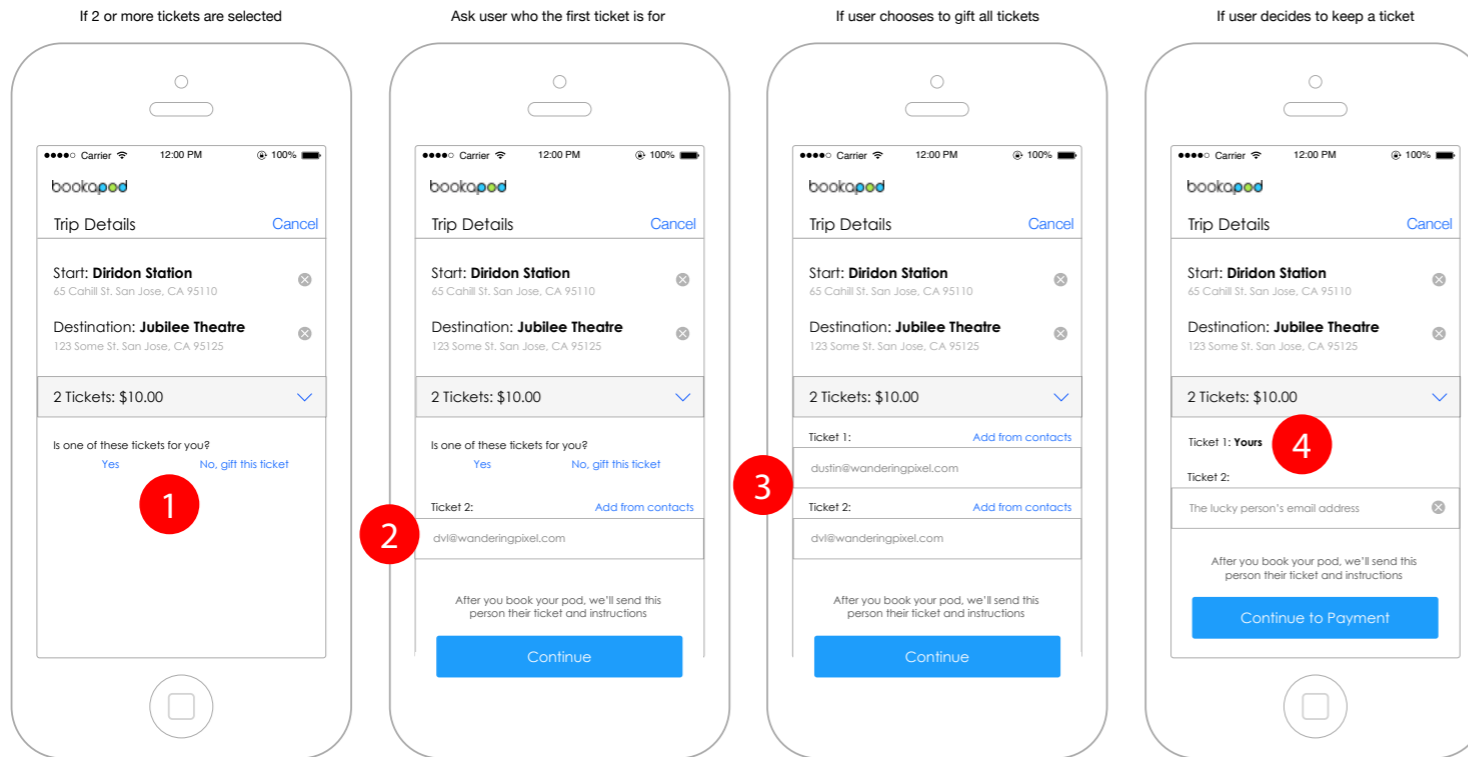 If 2 or more tickets are selected
●●●●○ Carrier 12:00 PM 100%
bookapod
Trip Details Cancel
Start: Diridon Station
65 Cahill St. San Jose, CA 95110
Destination: Jubilee Theatre
123 Some St. San Jose, CA 95125
2 Tickets: $10.00
Is one of these tickets for you?
Yes No, gift this ticket
1
Ask user who the first ticket is for
●●●●○ Carrier 12:00 PM 100%
bookapod
Trip Details Cancel
Start: Diridon Station
65 Cahill St. San Jose, CA 95110
Destination: Jubilee Theatre
123 Some St. San Jose, CA 95125
2 Tickets: $10.00
Is one of these tickets for you?
Yes No, gift this ticket
Ticket 2: Add from contacts
2
dvl@wanderingpixel.com
After you book your pod, we'll send this
person their ticket and instructions
Continue
If user chooses to gift all tickets
●●●●○ Carrier 12:00 PM 100%
bookapod
Trip Details Cancel
Start: Diridon Station
65 Cahill St. San Jose, CA 95110
Destination: Jubilee Theatre
123 Some St. San Jose, CA 95125
2 Tickets: $10.00
Ticket 1: Add from contacts
dustin@wanderingpixel.com
3
Ticket 2: Add from contacts
dvl@wanderingpixel.com
After you book your pod, we'll send this
person their ticket and instructions
Continue
If user decides to keep a ticket
●●●●○ Carrier 12:00 PM 100%
bookapod
Trip Details Cancel
Start: Diridon Station
65 Cahill St. San Jose, CA 95110
Destination: Jubilee Theatre
123 Some St. San Jose, CA 95125
2 Tickets: $10.00
Ticket 1: Yours
4
Ticket 2:
The lucky person's email address
After you book your pod, we'll send this
person their ticket and instructions
Continue to Payment